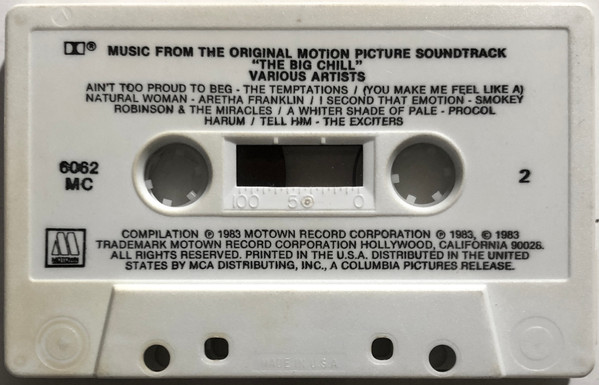 DD® MUSIC FROM THE ORIGINAL MOTION PICTURE SOUNDTRACK
"THE BIG CHILL"
VARIOUS ARTISTS
AIN'T TOO PROUD TO BEG - THE TEMPTATIONS / (YOU MAKE ME FEEL LIKE A)
NATURAL WOMAN - ARETHA FRANKLIN / I SECOND THAT EMOTION - SMOKEY
ROBINSON & THE MIRACLES / A WHITER SHADE OF PALE - PROCOL
HARUM / TELL HIM - THE EXCITERS
6062
MC
2
100 50 0
M
COMPILATION ℗ 1983 MOTOWN RECORD CORPORATION ℗ 1983, © 1983
TRADEMARK MOTOWN RECORD CORPORATION HOLLYWOOD, CALIFORNIA 90028.
ALL RIGHTS RESERVED. PRINTED IN THE U.S.A. DISTRIBUTED IN THE UNITED
STATES BY MCA DISTRIBUTING, INC., A COLUMBIA PICTURES RELEASE.
MADE IN U.S.A.